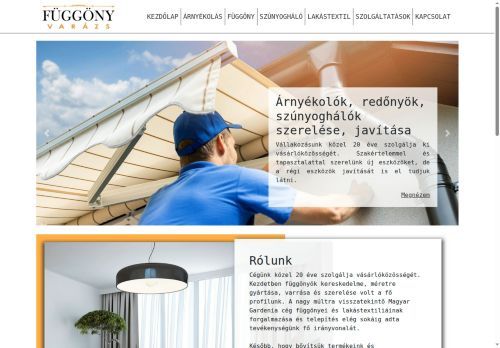 FÜGGÖNY
VARÁZS
KEZDŐLAP ÁRNYÉKOLÁS FÜGGÖNY SZÚNYOGHÁLÓ LAKÁSTEXTIL SZOLGÁLTATÁSOK KAPCSOLAT
Árnyékolók, redőnyök,
szúnyoghálók
szerelése, javítása
Vállakozásunk közel 20 éve szolgálja ki
vásárlóközösségét. Szakértelemmel és
tapasztalattal szerelünk új eszközöket, de
a régi eszközök javítását is el tudjuk
látni.
Megnézem
Rólunk
Cégünk közel 20 éve szolgálja vásárlóközösségét.
Kezdetben függönyök kereskedelme, méretre
gyártása, varrása és szerelése volt a fő
profilunk. A nagy múltra visszatekintő Magyar
Gardenia cég függönyei és lakástextiliáinak
forgalmazása és telepítés elég sokáig adta
tevékenységünk fő irányvonalát.
Később, hogy bővítsük termékeink és